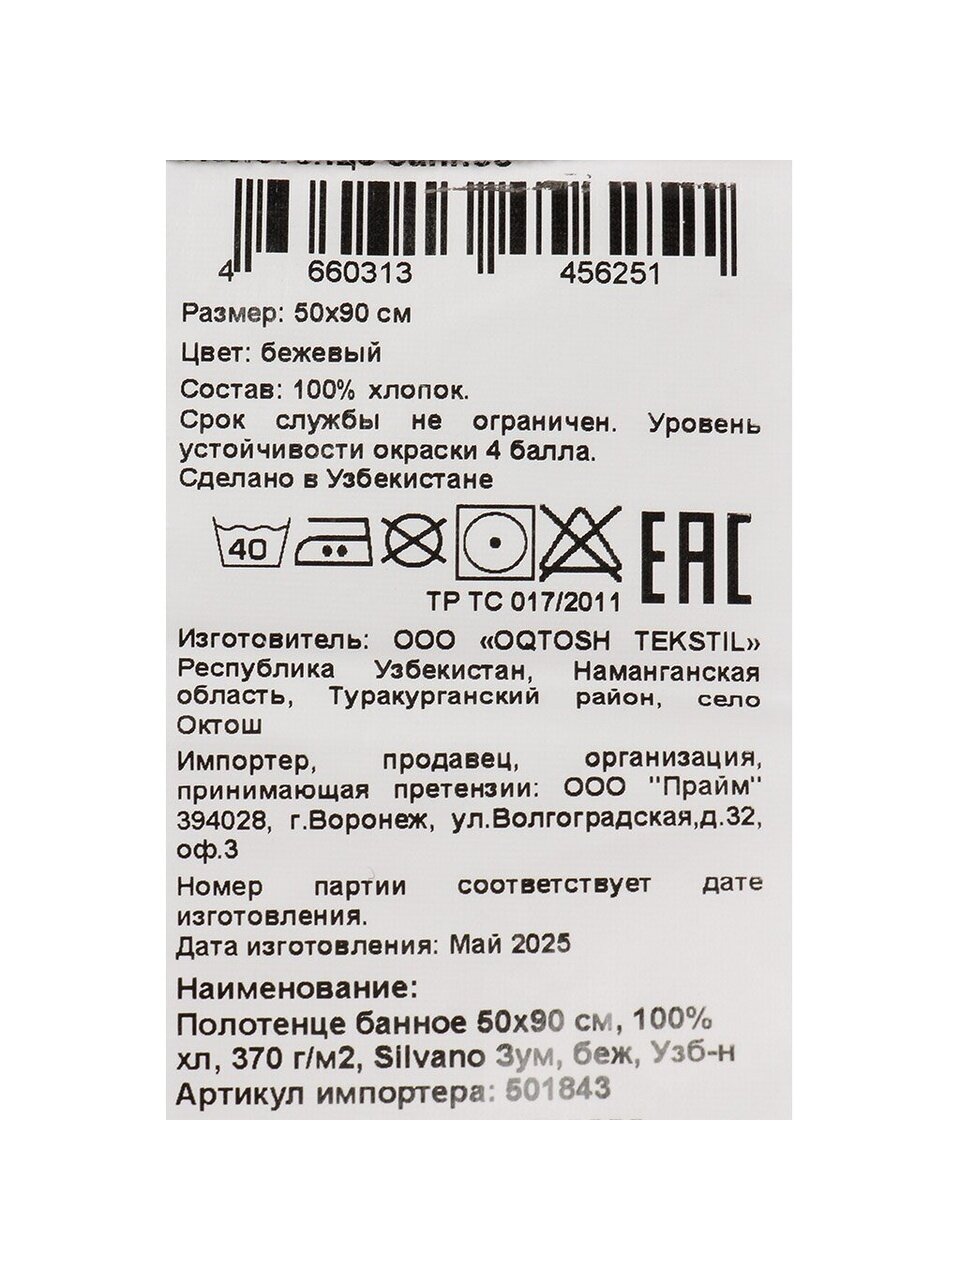 4 660313 456251
Размер: 50x90 см
Цвет: бежевый
Состав: 100% хлопок.
Срок службы не ограничен. Уровень
устойчивости окраски 4 балла.
Сделано в Узбекистане
40
EAC
ТР ТС 017/2011
Изготовитель: ООО «OQTOSH TEKSTIL»
Республика Узбекистан, Наманганская
область, Туракурганский район, село
Октош
Импортер, продавец, организация,
принимающая претензии: ООО "Прайм"
394028, г.Воронеж, ул.Волгоградская,д.32,
оф.3
Номер партии соответствует дате
изготовления.
Дата изготовления: Май 2025
Наименование:
Полотенце банное 50x90 см, 100%
хл, 370 г/м2, Silvano Зум, беж, Узб-н
Артикул импортера: 501843